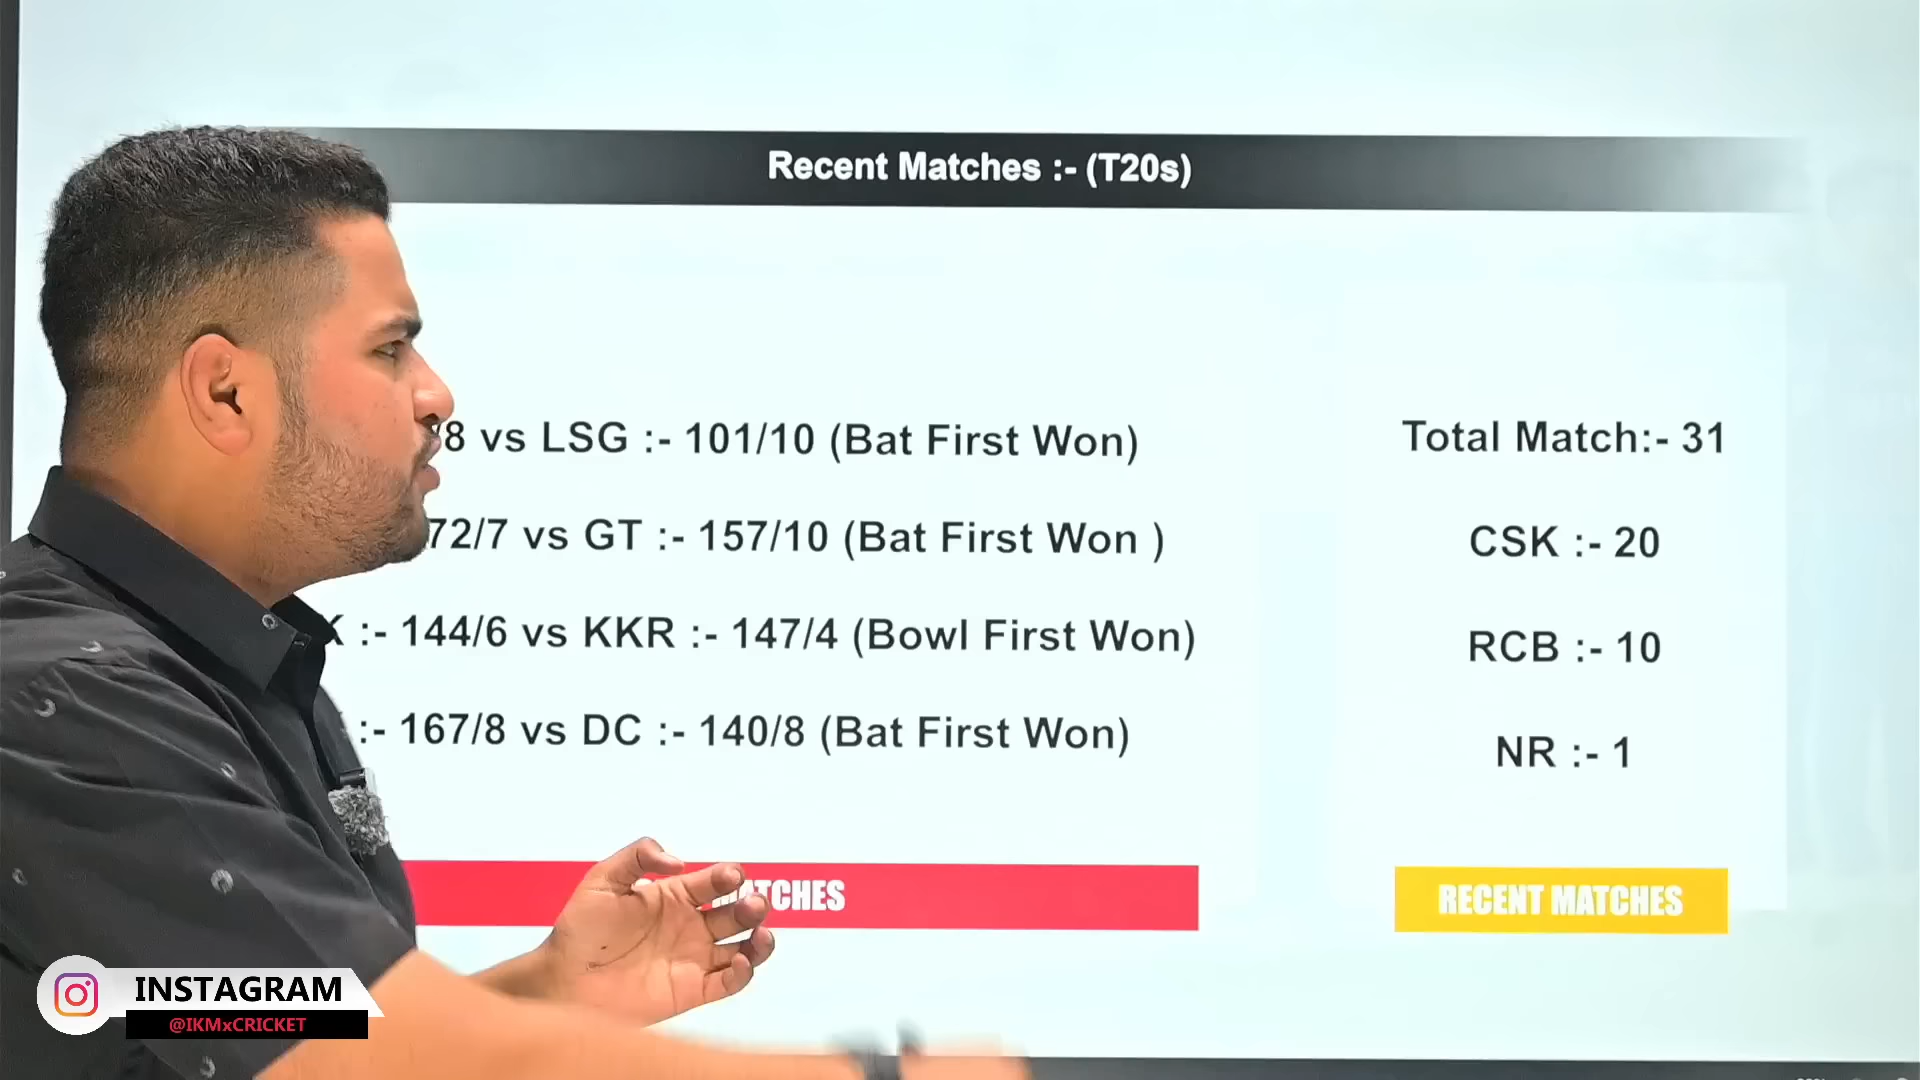 Recent Matches :- (T20s)
8 vs LSG :- 101/10 (Bat First Won)
72/7 vs GT :- 157/10 (Bat First Won )
:- 144/6 vs KKR :- 147/4 (Bowl First Won)
:- 167/8 vs DC :- 140/8 (Bat First Won)
Total Match:- 31
CSK :- 20
RCB :- 10
NR :- 1
RECENT MATCHES
INSTAGRAM
@IKMxCRICKET